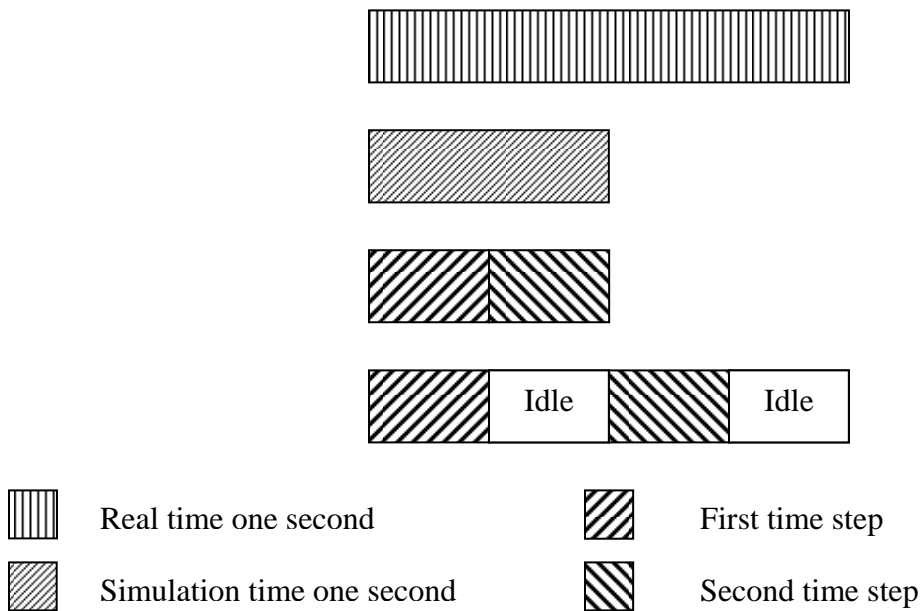 Idle
Idle
Real time one second
First time step
Simulation time one second
Second time step